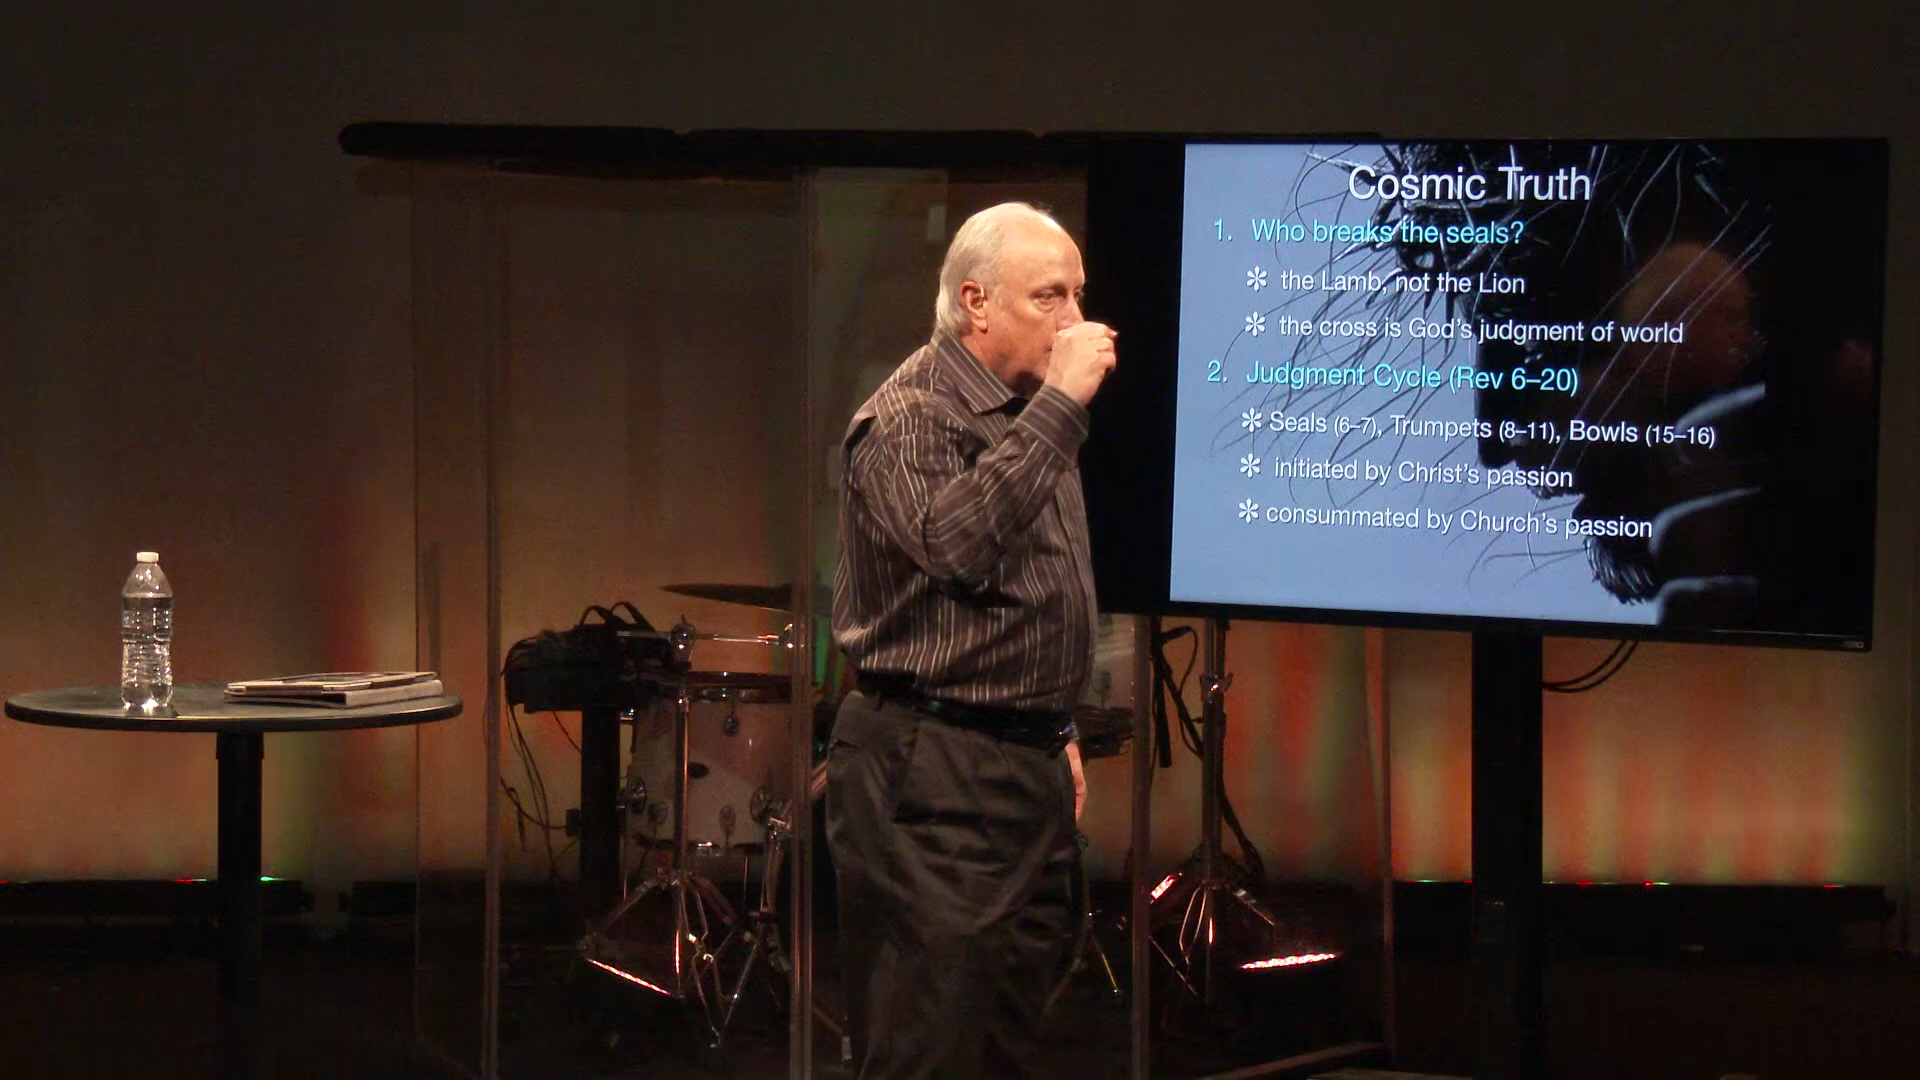 Cosmic Truth
1. Who breaks the seals?
✻ the Lamb, not the Lion
✻ the cross is God's judgment of world
2. Judgment Cycle (Rev 6–20)
✻ Seals (6–7), Trumpets (8–11), Bowls (15–16)
✻ initiated by Christ's passion
✻ consummated by Church's passion